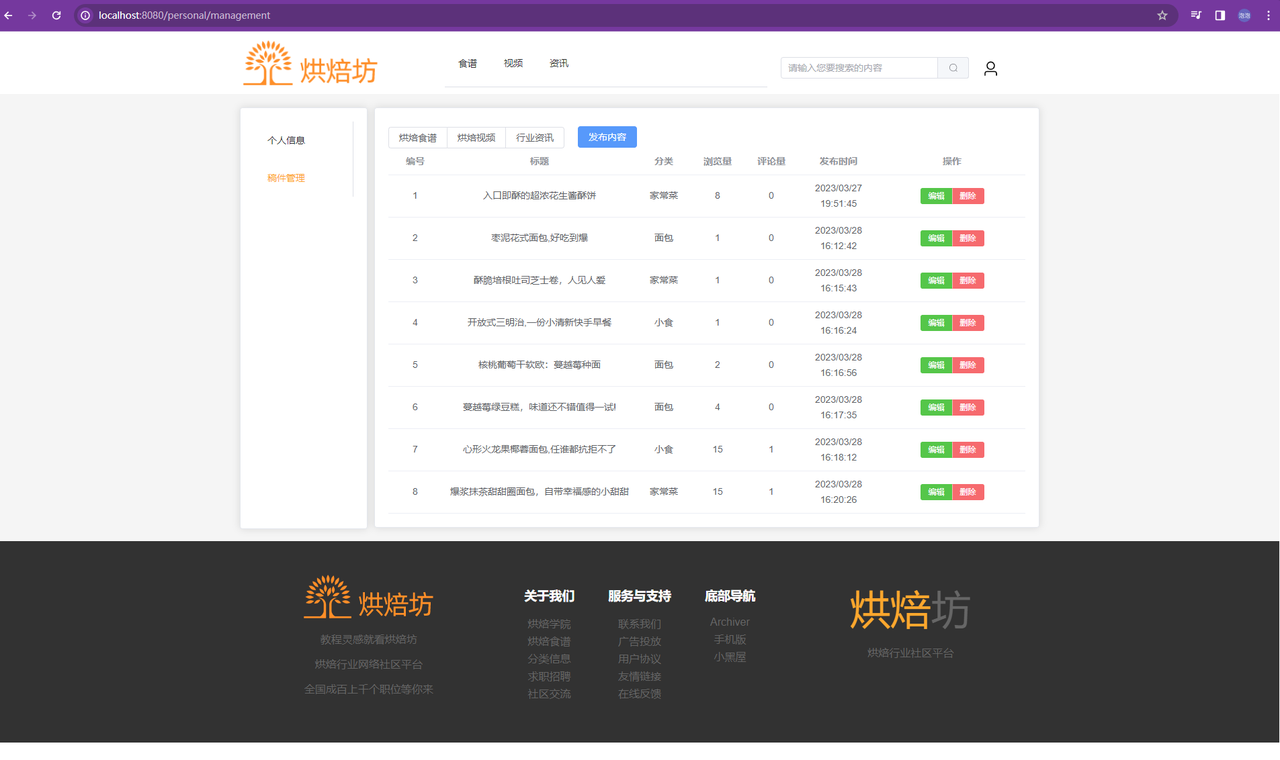 localhost:8080/personal/management
烘焙坊
食谱 视频 资讯
请输入您要搜索的内容
个人信息
稿件管理
烘焙食谱 烘焙视频 行业资讯 发布内容
编号 标题 分类 浏览量 评论量 发布时间 操作
1 入口即酥的超浓花生酱酥饼 家常菜 8 0 2023/03/27 19:51:45 编辑 删除
2 枣泥花式面包,好吃到爆 面包 1 0 2023/03/28 16:12:42 编辑 删除
3 酥脆培根吐司芝士卷，人见人爱 家常菜 1 0 2023/03/28 16:15:43 编辑 删除
4 开放式三明治,一份小清新快手早餐 小食 1 0 2023/03/28 16:16:24 编辑 删除
5 核桃葡萄干软欧：蔓越莓种面 面包 2 0 2023/03/28 16:16:56 编辑 删除
6 蔓越莓绿豆糕，味道还不错值得一试! 面包 4 0 2023/03/28 16:17:35 编辑 删除
7 心形火龙果椰蓉面包,任谁都抗拒不了 小食 15 1 2023/03/28 16:18:12 编辑 删除
8 爆浆抹茶甜甜圈面包，自带幸福感的小甜甜 家常菜 15 1 2023/03/28 16:20:26 编辑 删除
烘焙坊
教程灵感就看烘焙坊
烘焙行业网络社区平台
全国成百上千个职位等你来
关于我们
烘焙学院
烘焙食谱
分类信息
求职招聘
社区交流
服务与支持
联系我们
广告投放
用户协议
友情链接
在线反馈
底部导航
Archiver
手机版
小黑屋
烘焙坊
烘焙行业社区平台